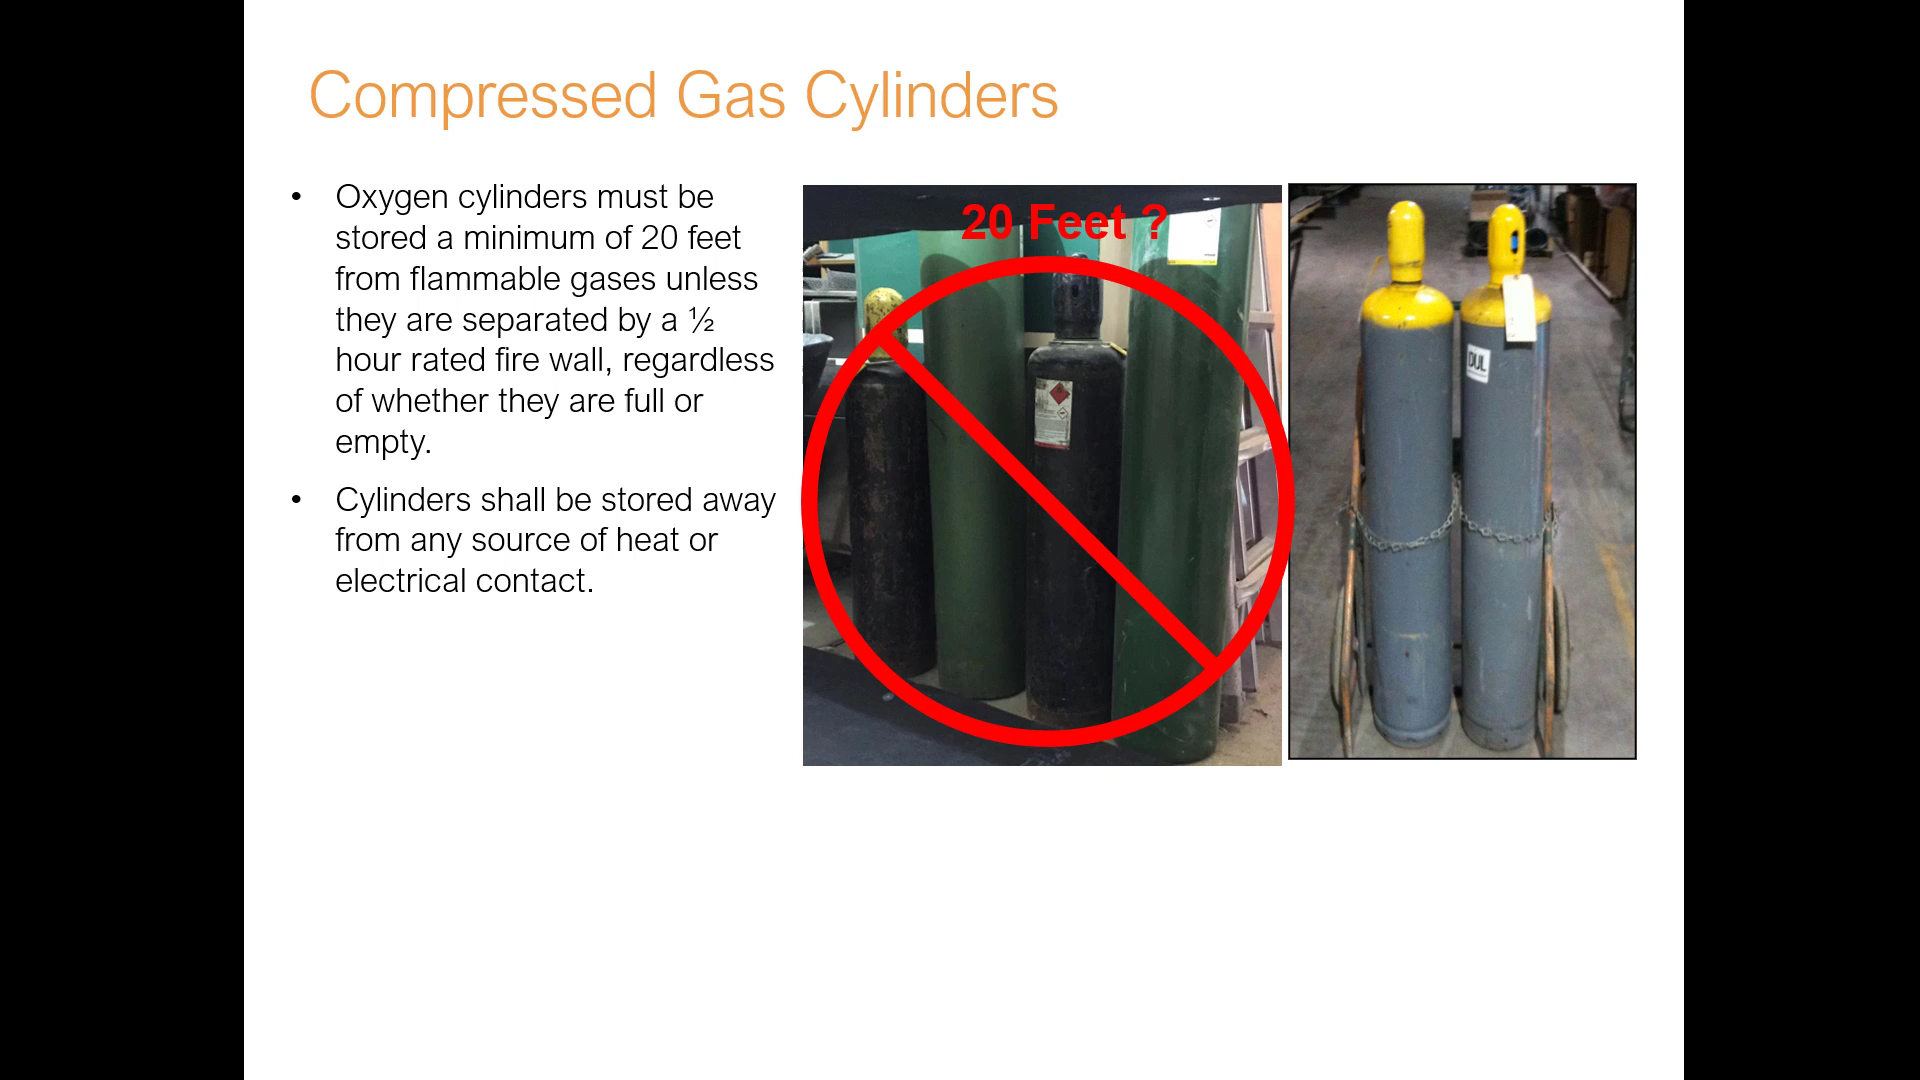 Compressed Gas Cylinders
• Oxygen cylinders must be
stored a minimum of 20 feet
from flammable gases unless
they are separated by a ½
hour rated fire wall, regardless
of whether they are full or
empty.
• Cylinders shall be stored away
from any source of heat or
electrical contact.
20 Feet ?
DUL